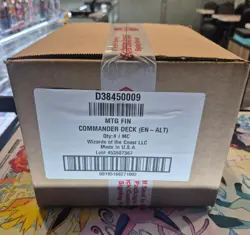 D38450009
MTG FIN
COMMANDER DECK (EN - ALT)
Qty:4 / MC
Wizards of the Coast LLC
Made in U.S.A